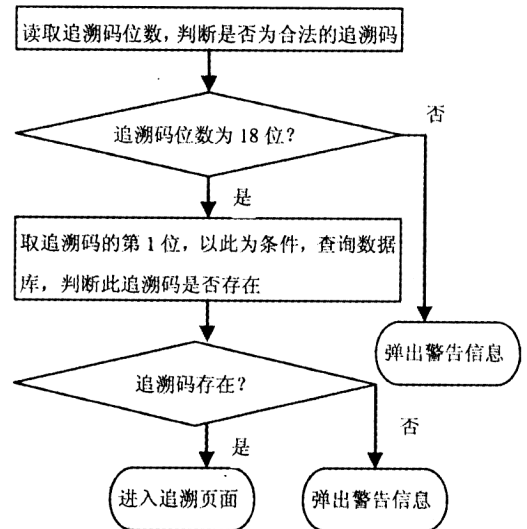 读取追溯码位数，判断是否为合法的追溯码
追溯码位数为 18 位？
否
是
取追溯码的第 1 位，以此为条件，查询数据
库，判断此追溯码是否存在
弹出警告信息
追溯码存在？
否
是
进入追溯页面
弹出警告信息